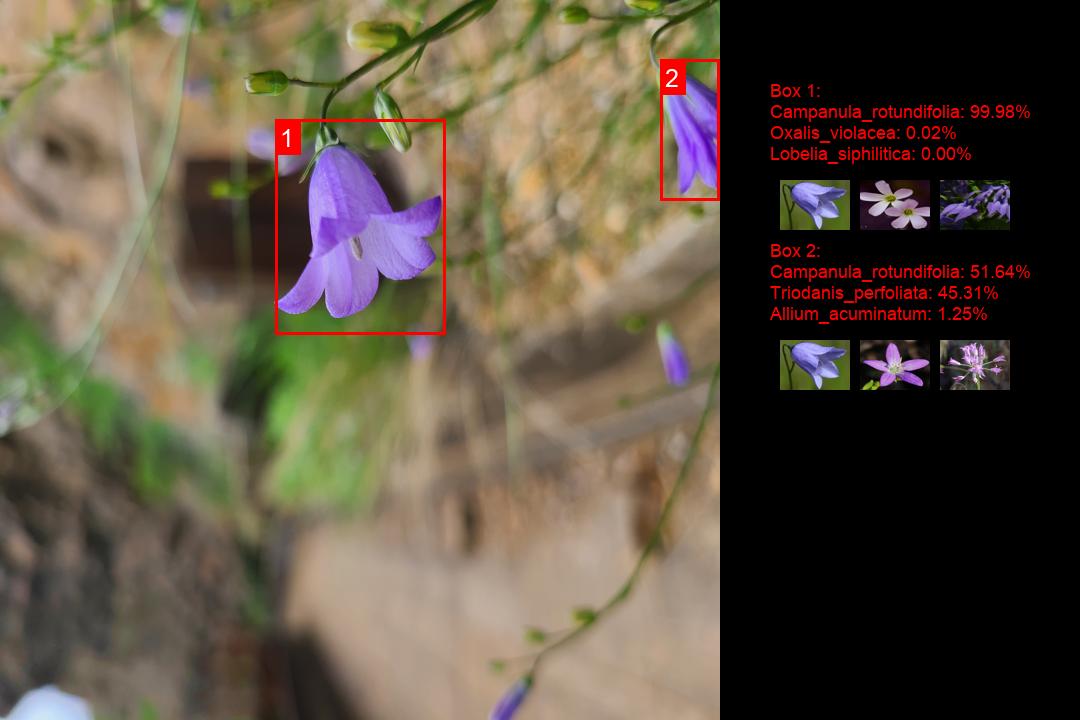 1
2
Box 1:
Campanula_rotundifolia: 99.98%
Oxalis_violacea: 0.02%
Lobelia_siphilitica: 0.00%
Box 2:
Campanula_rotundifolia: 51.64%
Triodanis_perfoliata: 45.31%
Allium_acuminatum: 1.25%